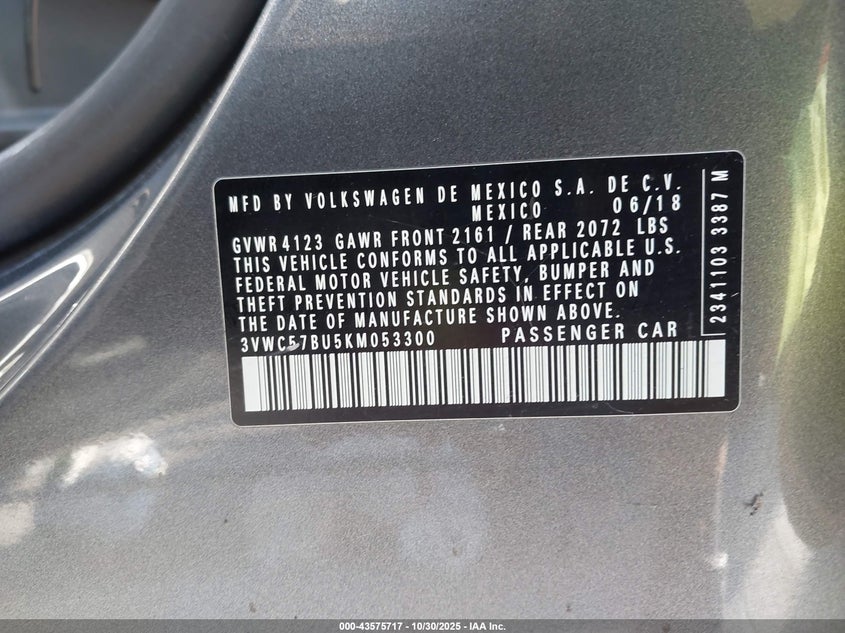 MFD BY VOLKSWAGEN DE MEXICO S.A. DE C.V.
MEXICO 06/18
GVWR 4123 GAWR FRONT 2161 / REAR 2072 LBS
THIS VEHICLE CONFORMS TO ALL APPLICABLE U.S.
FEDERAL MOTOR VEHICLE SAFETY, BUMPER AND
THEFT PREVENTION STANDARDS IN EFFECT ON
THE DATE OF MANUFACTURE SHOWN ABOVE.
3VWC57BU5KM053300 PASSENGER CAR
2341103 3387 M
000-43575717 - 10/30/2025 - IAA Inc.